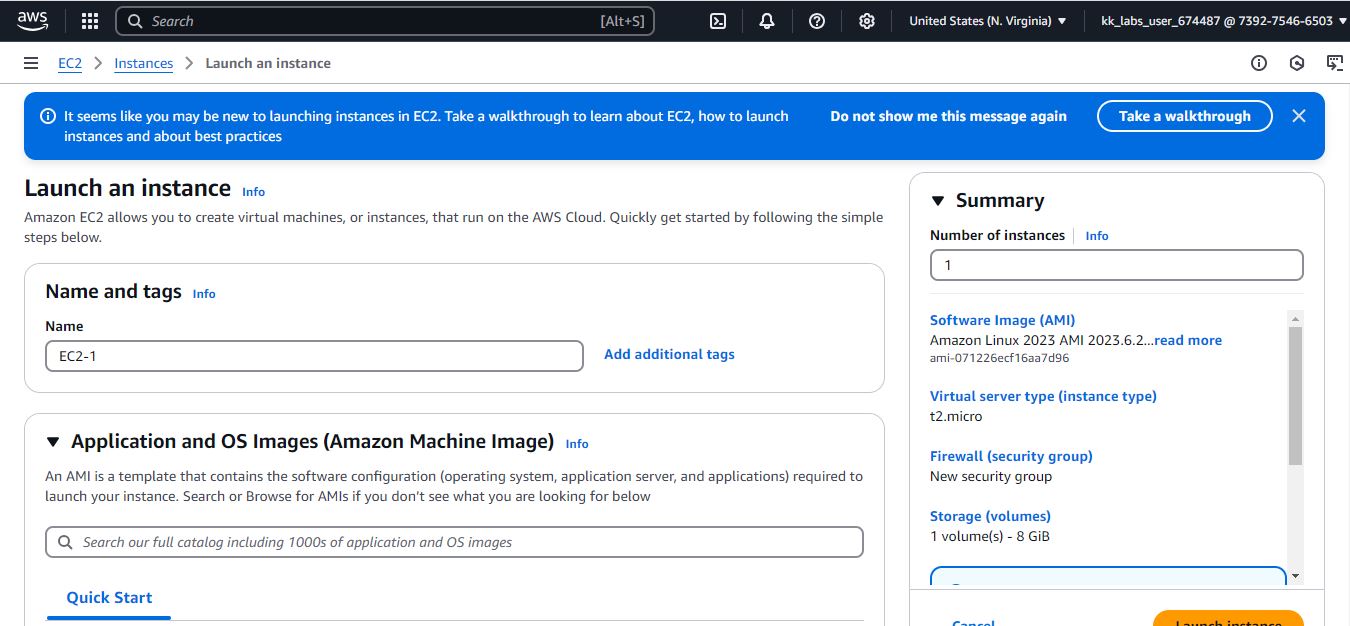 aws
Search [Alt+S]
United States (N. Virginia)
kk_labs_user_674487 @ 7392-7546-6503
EC2
Instances
Launch an instance
It seems like you may be new to launching instances in EC2. Take a walkthrough to learn about EC2, how to launch
instances and about best practices
Do not show me this message again
Take a walkthrough
Launch an instance Info
Amazon EC2 allows you to create virtual machines, or instances, that run on the AWS Cloud. Quickly get started by following the simple
steps below.
Name and tags Info
Name
EC2-1
Add additional tags
Application and OS Images (Amazon Machine Image) Info
An AMI is a template that contains the software configuration (operating system, application server, and applications) required to
launch your instance. Search or Browse for AMIs if you don’t see what you are looking for below
Search our full catalog including 1000s of application and OS images
Quick Start
Summary
Number of instances Info
1
Software Image (AMI)
Amazon Linux 2023 AMI 2023.6.2...read more
ami-071226ecf16aa7d96
Virtual server type (instance type)
t2.micro
Firewall (security group)
New security group
Storage (volumes)
1 volume(s) - 8 GiB
Cancel
Launch instance